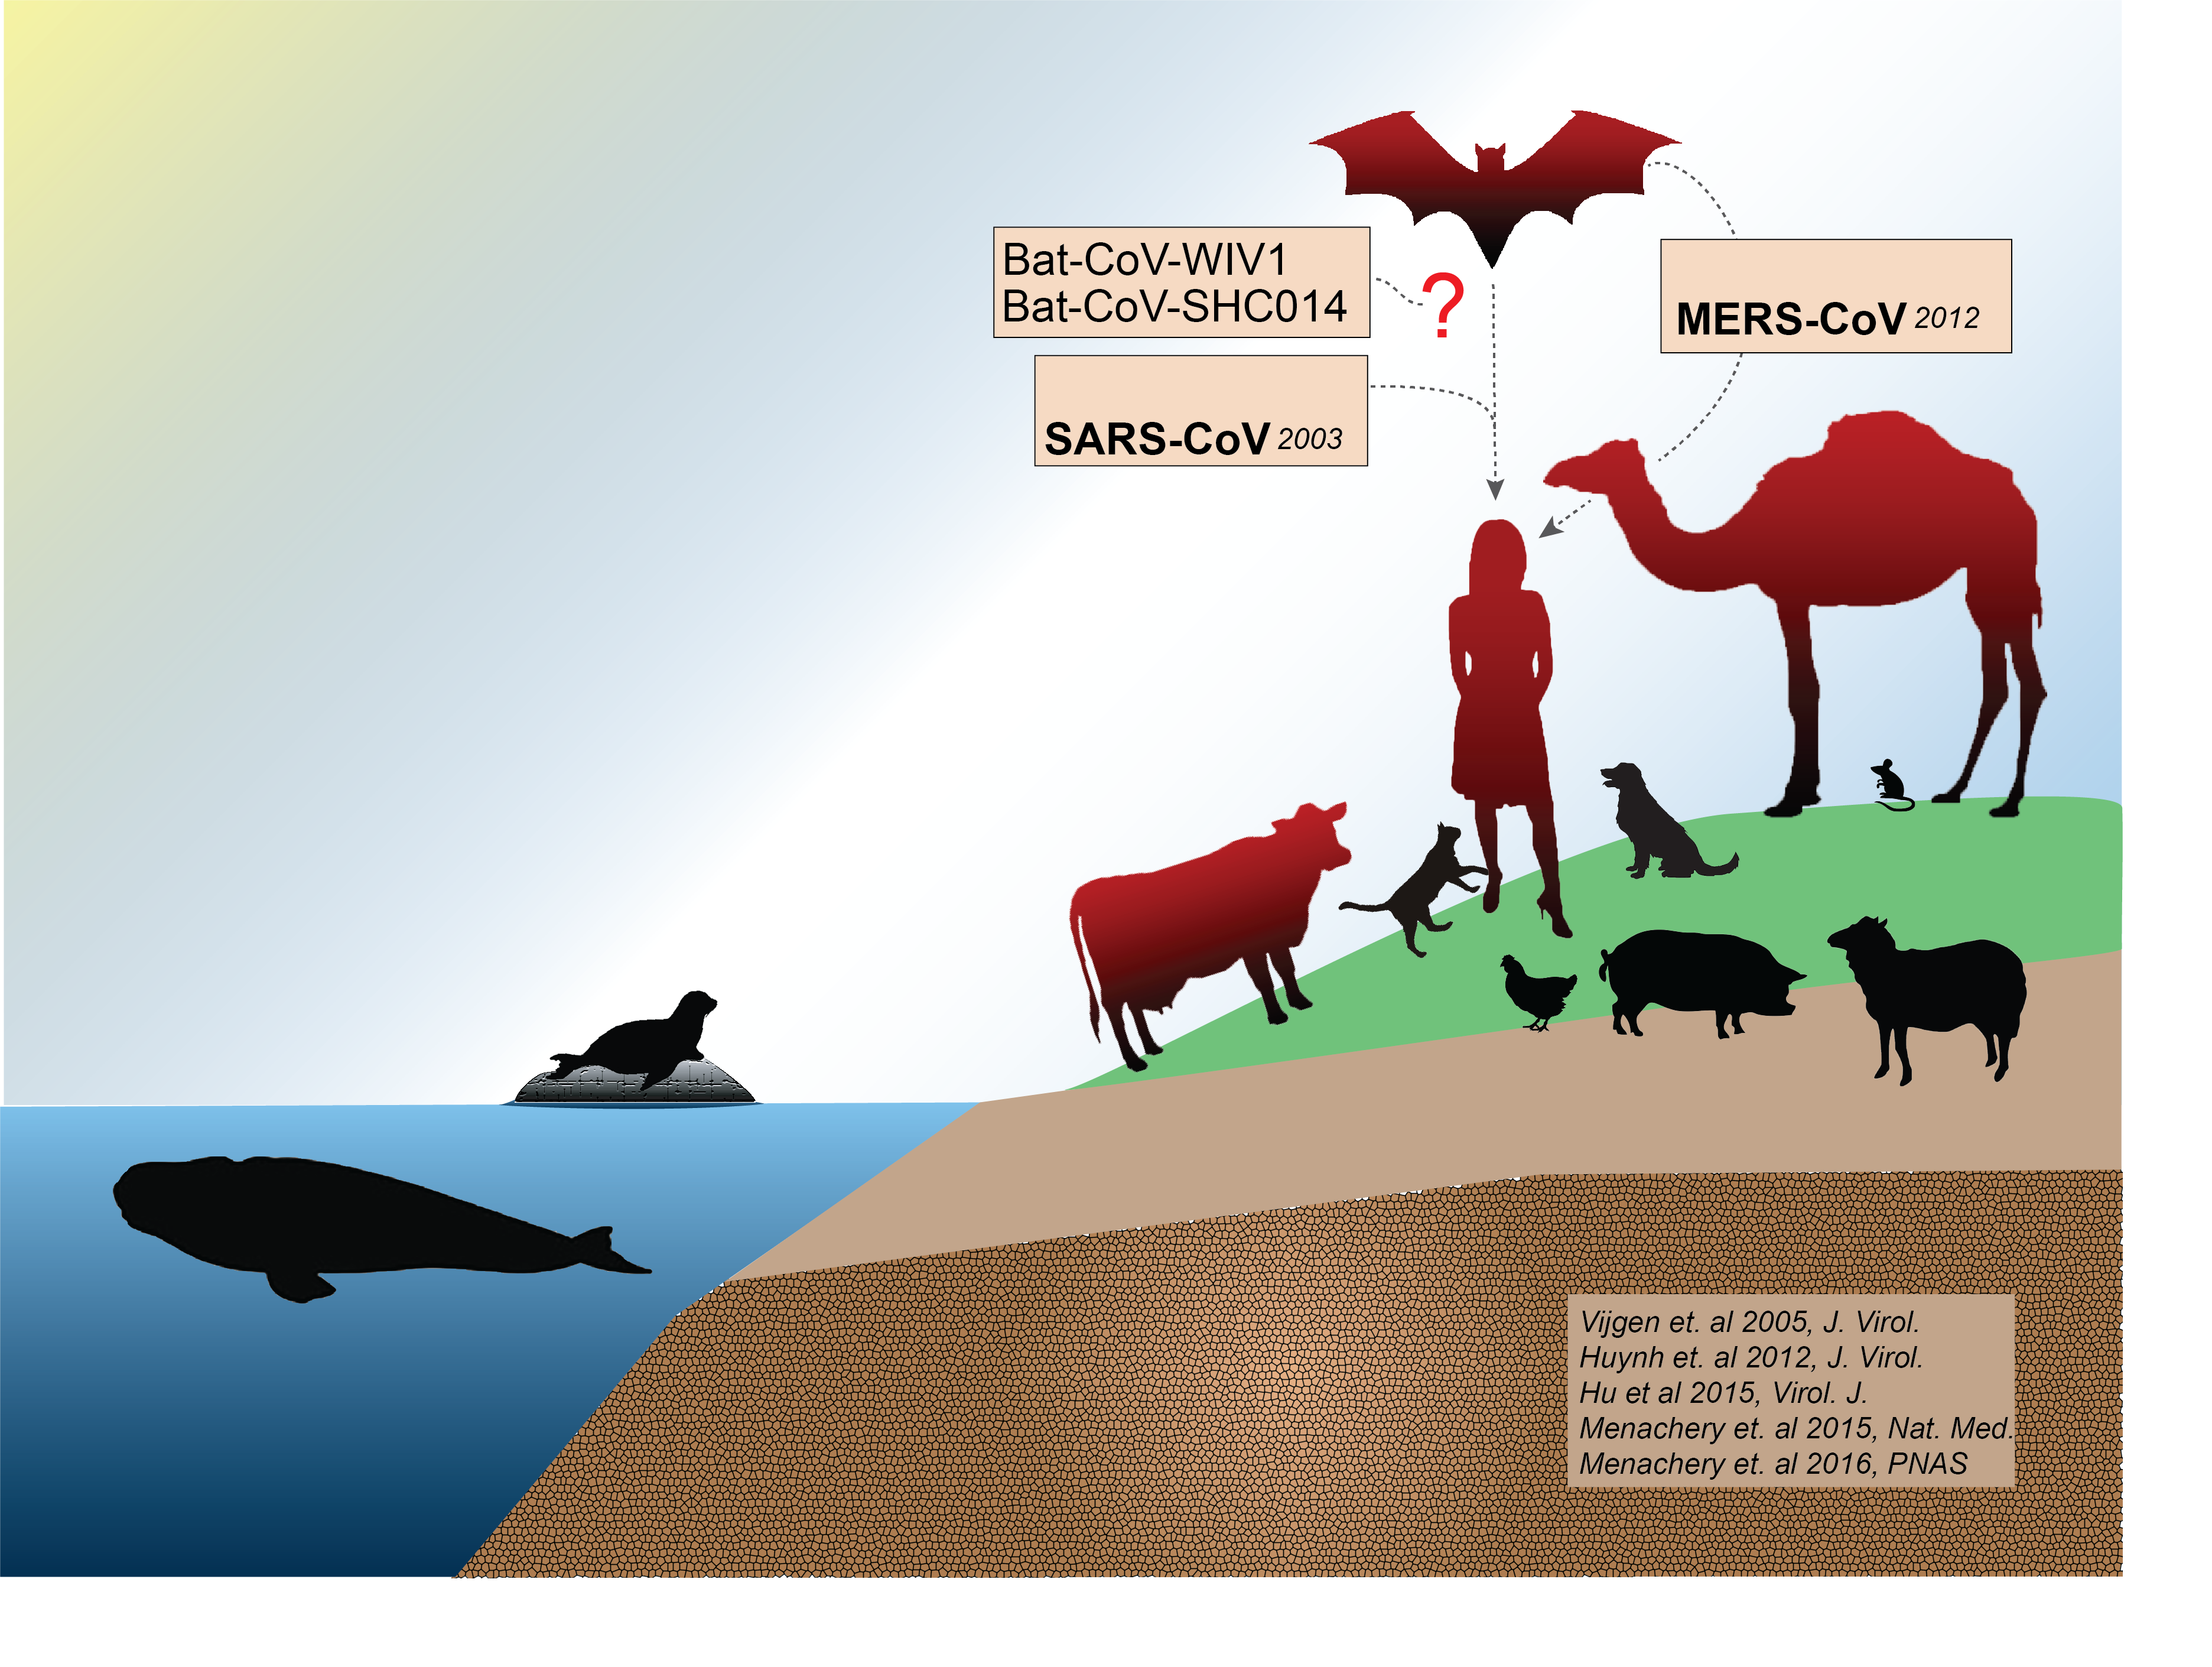 Bat-CoV-WIV1
Bat-CoV-SHC014
?
SARS-CoV 2003
MERS-CoV 2012
Vijgen et. al 2005, J. Virol.
Huynh et. al 2012, J. Virol.
Hu et al 2015, Virol. J.
Menachery et. al 2015, Nat. Med.
Menachery et. al 2016, PNAS